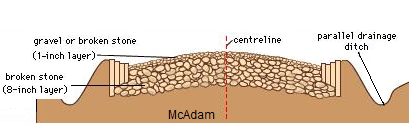 gravel or broken stone
(1-inch layer)
centreline
parallel drainage
ditch
broken stone
(8-inch layer)
McAdam